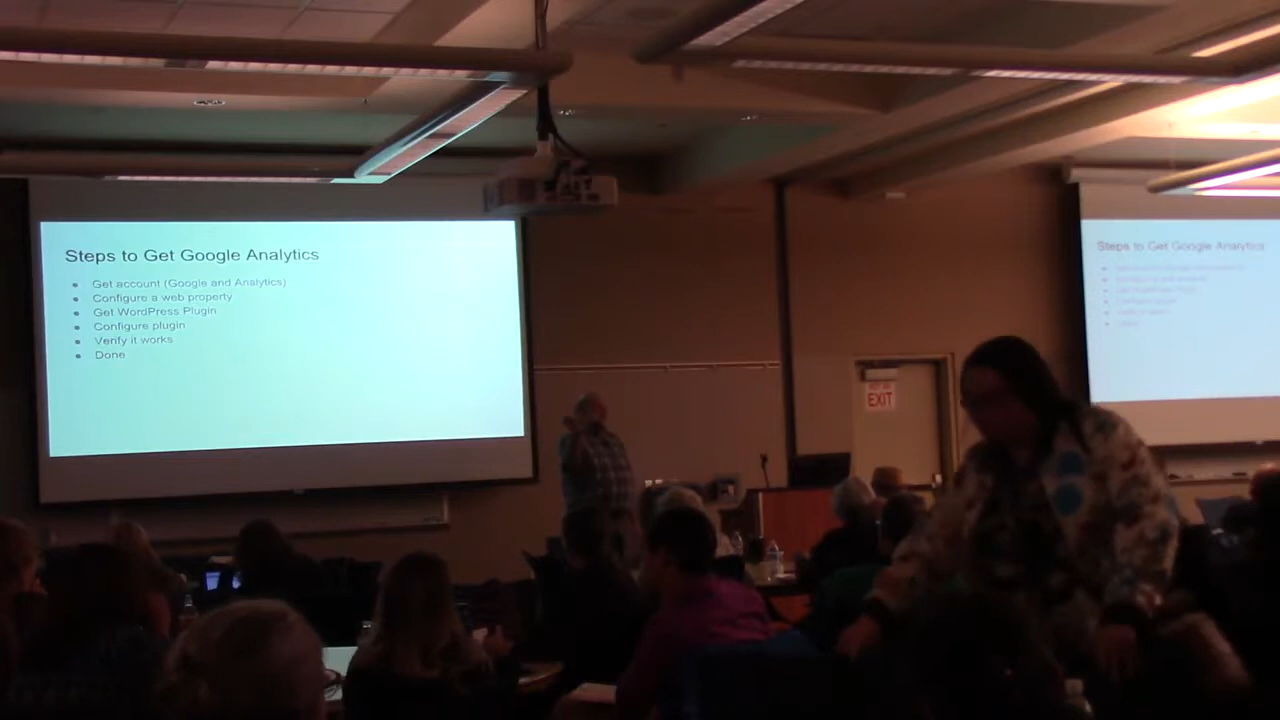 Steps to Get Google Analytics
Get account (Google and Analytics)
Configure a web property
Get WordPress Plugin
Configure plugin
Verify it works
Done
EXIT
Steps to Get Google Analytics